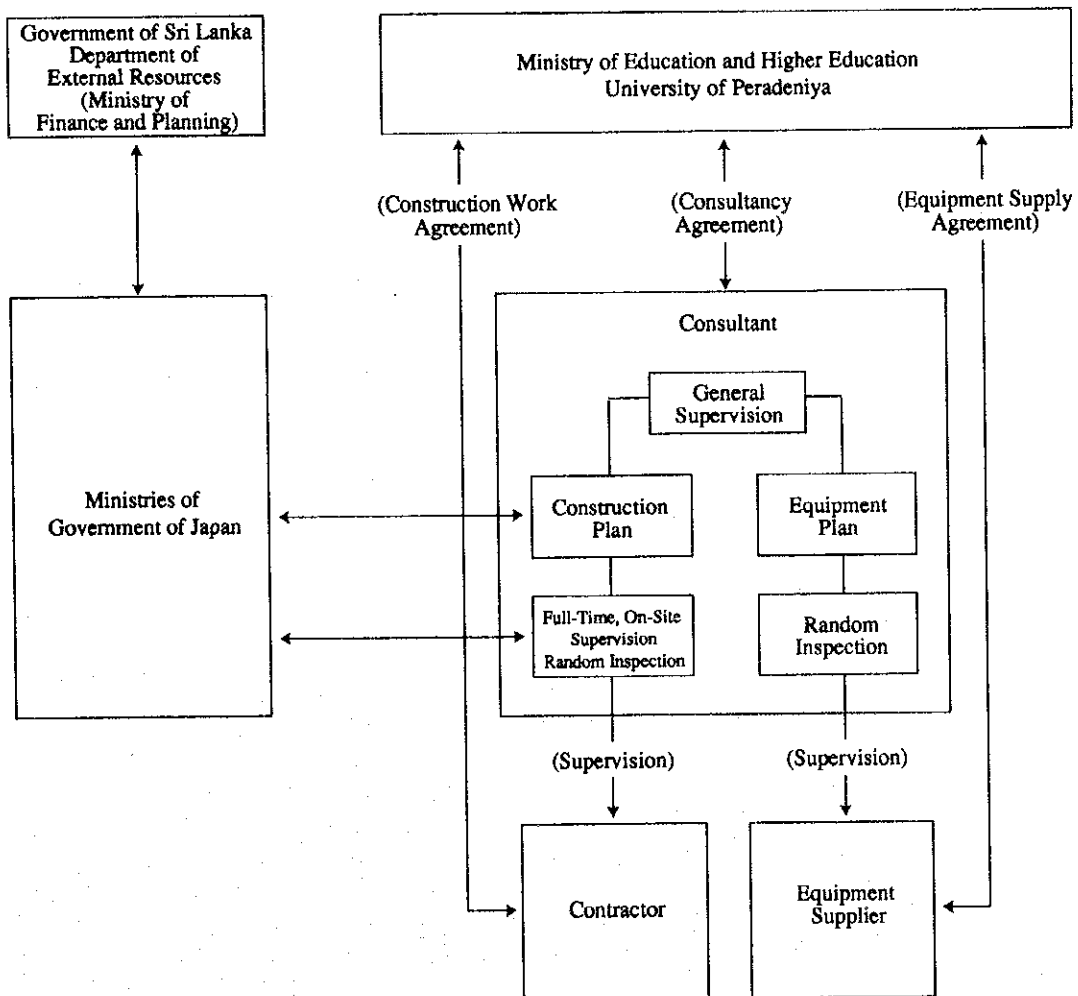 Government of Sri Lanka
Department of
External Resources
(Ministry of
Finance and Planning)
Ministry of Education and Higher Education
University of Peradeniya
(Construction Work
Agreement)
(Consultancy
Agreement)
(Equipment Supply
Agreement)
Consultant
General
Supervision
Ministries of
Government of Japan
Construction
Plan
Equipment
Plan
Full-Time, On-Site
Supervision
Random Inspection
Random
Inspection
(Supervision)
(Supervision)
Contractor
Equipment
Supplier